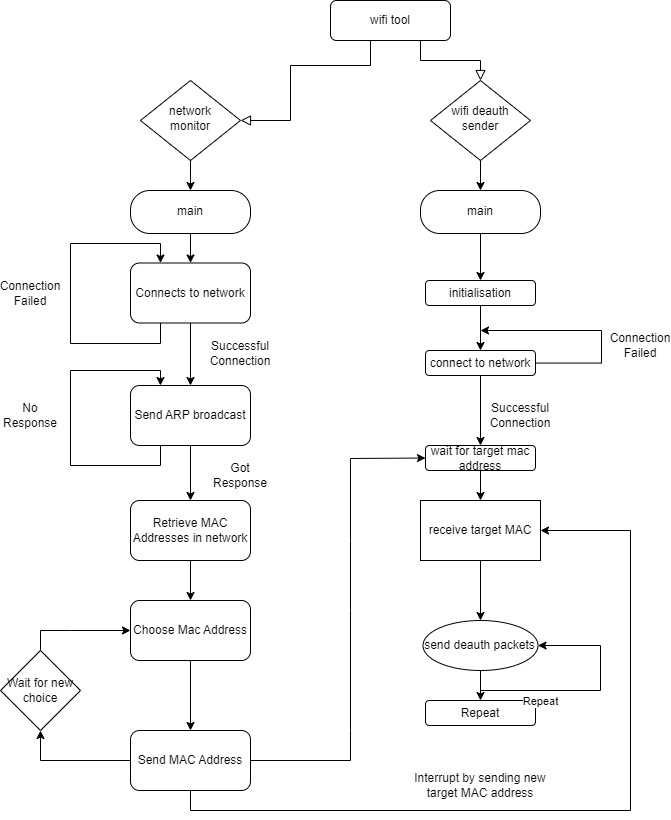 wifi tool
network
monitor
wifi deauth
sender
main
main
Connects to network
initialisation
Connection
Failed
Connection
Failed
Successful
Connection
connect to network
No
Response
Send ARP broadcast
Successful
Connection
wait for target mac
address
Got
Response
Retrieve MAC
Addresses in network
receive target MAC
Choose Mac Address
send deauth packets
Wait for new
choice
Repeat
Repeat
Send MAC Address
Interrupt by sending new
target MAC address